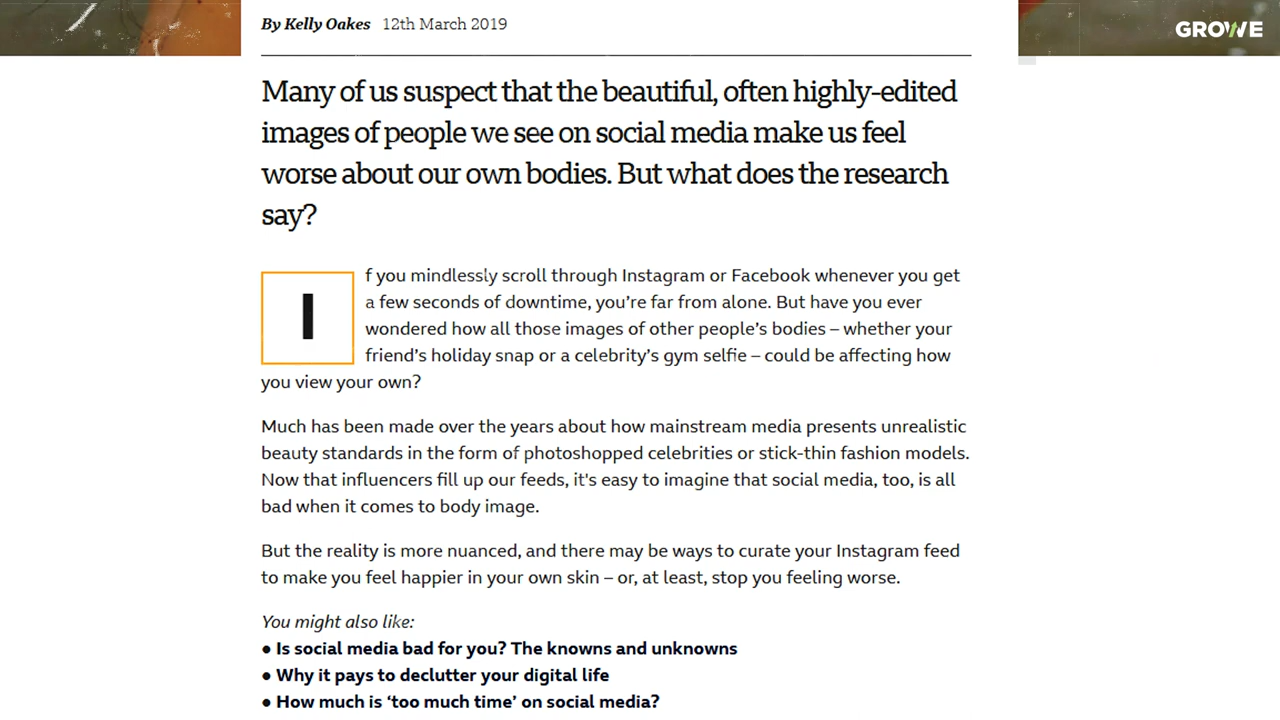 By Kelly Oakes 12th March 2019
GROWE
Many of us suspect that the beautiful, often highly-edited
images of people we see on social media make us feel
worse about our own bodies. But what does the research
say?
If you mindlessly scroll through Instagram or Facebook whenever you get
a few seconds of downtime, you’re far from alone. But have you ever
wondered how all those images of other people’s bodies – whether your
friend’s holiday snap or a celebrity’s gym selfie – could be affecting how
you view your own?
Much has been made over the years about how mainstream media presents unrealistic
beauty standards in the form of photoshopped celebrities or stick-thin fashion models.
Now that influencers fill up our feeds, it's easy to imagine that social media, too, is all
bad when it comes to body image.
But the reality is more nuanced, and there may be ways to curate your Instagram feed
to make you feel happier in your own skin – or, at least, stop you feeling worse.
You might also like:
● Is social media bad for you? The knowns and unknowns
● Why it pays to declutter your digital life
● How much is ‘too much time’ on social media?